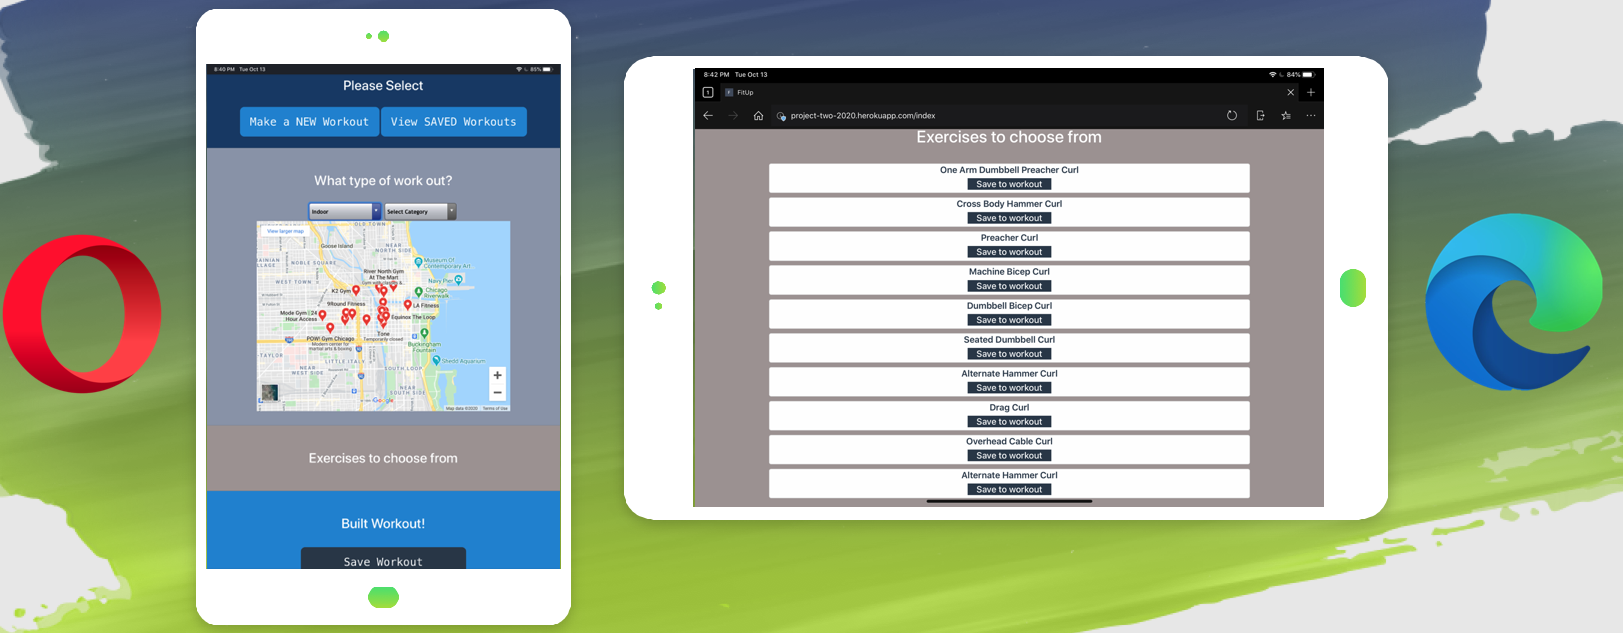 8:40 PM Tue Oct 13
85%
Please Select
Make a NEW Workout
View SAVED Workouts
What type of work out?
Indoor
Select Category
View larger map
OLD TOWN
Goose Island
NEAR
NORTH SIDE
NOBLE SQUARE
Museum Of
Contemporary Art...
WEST TOWN
River North Gym
At The Mart
Navy Pier
K2 Gym
Chicago
Riverwalk
9Round Fitness
LA Fitness
Mode Gym | 24
Hour Access
Equinox The Loop
POW! Gym Chicago
Modern center for
martial arts & boxing
Tone
Temporarily closed
Buckingham
Fountain
-TAYLOR
LITTLE ITALY
Shedd Aquarium
NEAR
WEST SIDE
SOUTH LOOP
NEAR
SOUTH SIDE
+
−
Google
Map data ©2020
Terms of Use
Exercises to choose from
Built Workout!
Save Workout
8:42 PM Tue Oct 13
84%
1
F FitUp
project-two-2020.herokuapp.com/index
Exercises to choose from
One Arm Dumbbell Preacher Curl
Save to workout
Cross Body Hammer Curl
Save to workout
Preacher Curl
Save to workout
Machine Bicep Curl
Save to workout
Dumbbell Bicep Curl
Save to workout
Seated Dumbbell Curl
Save to workout
Alternate Hammer Curl
Save to workout
Drag Curl
Save to workout
Overhead Cable Curl
Save to workout
Alternate Hammer Curl
Save to workout